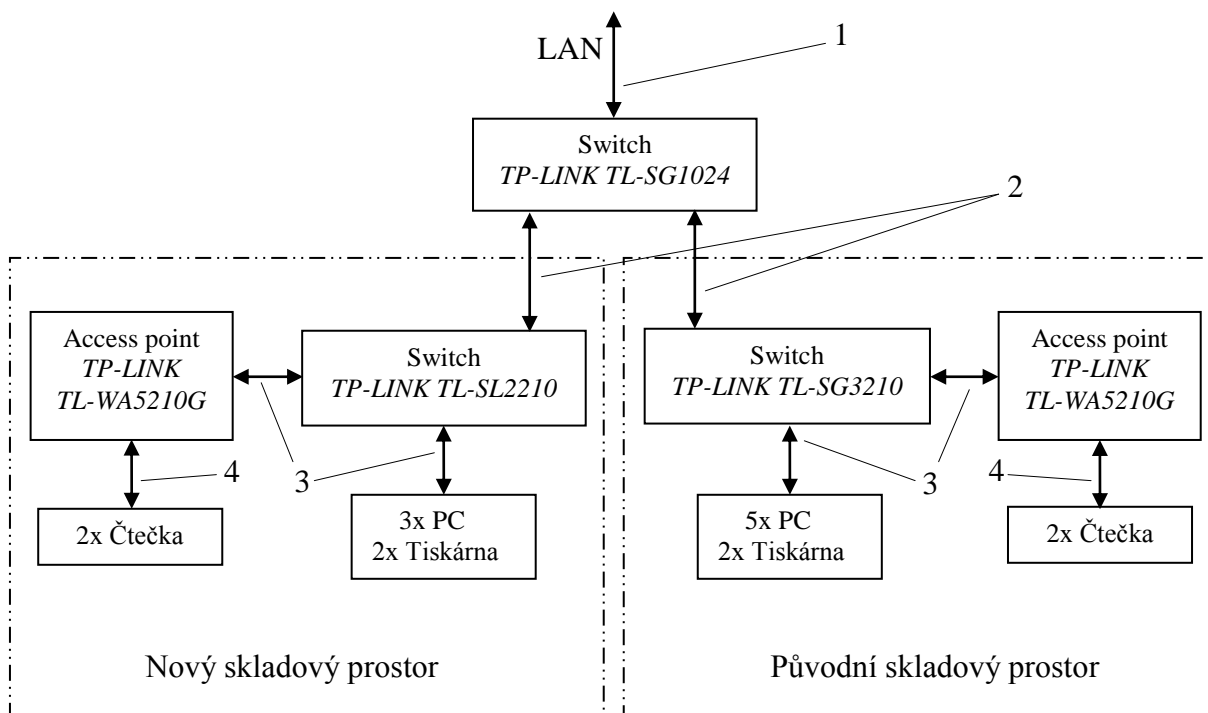 LAN
1
Switch
TP-LINK TL-SG1024
2
Access point
TP-LINK
TL-WA5210G
Switch
TP-LINK TL-SL2210
Switch
TP-LINK TL-SG3210
Access point
TP-LINK
TL-WA5210G
4
3
3
4
2x Čtečka
3x PC
2x Tiskárna
5x PC
2x Tiskárna
2x Čtečka
Nový skladový prostor
Původní skladový prostor